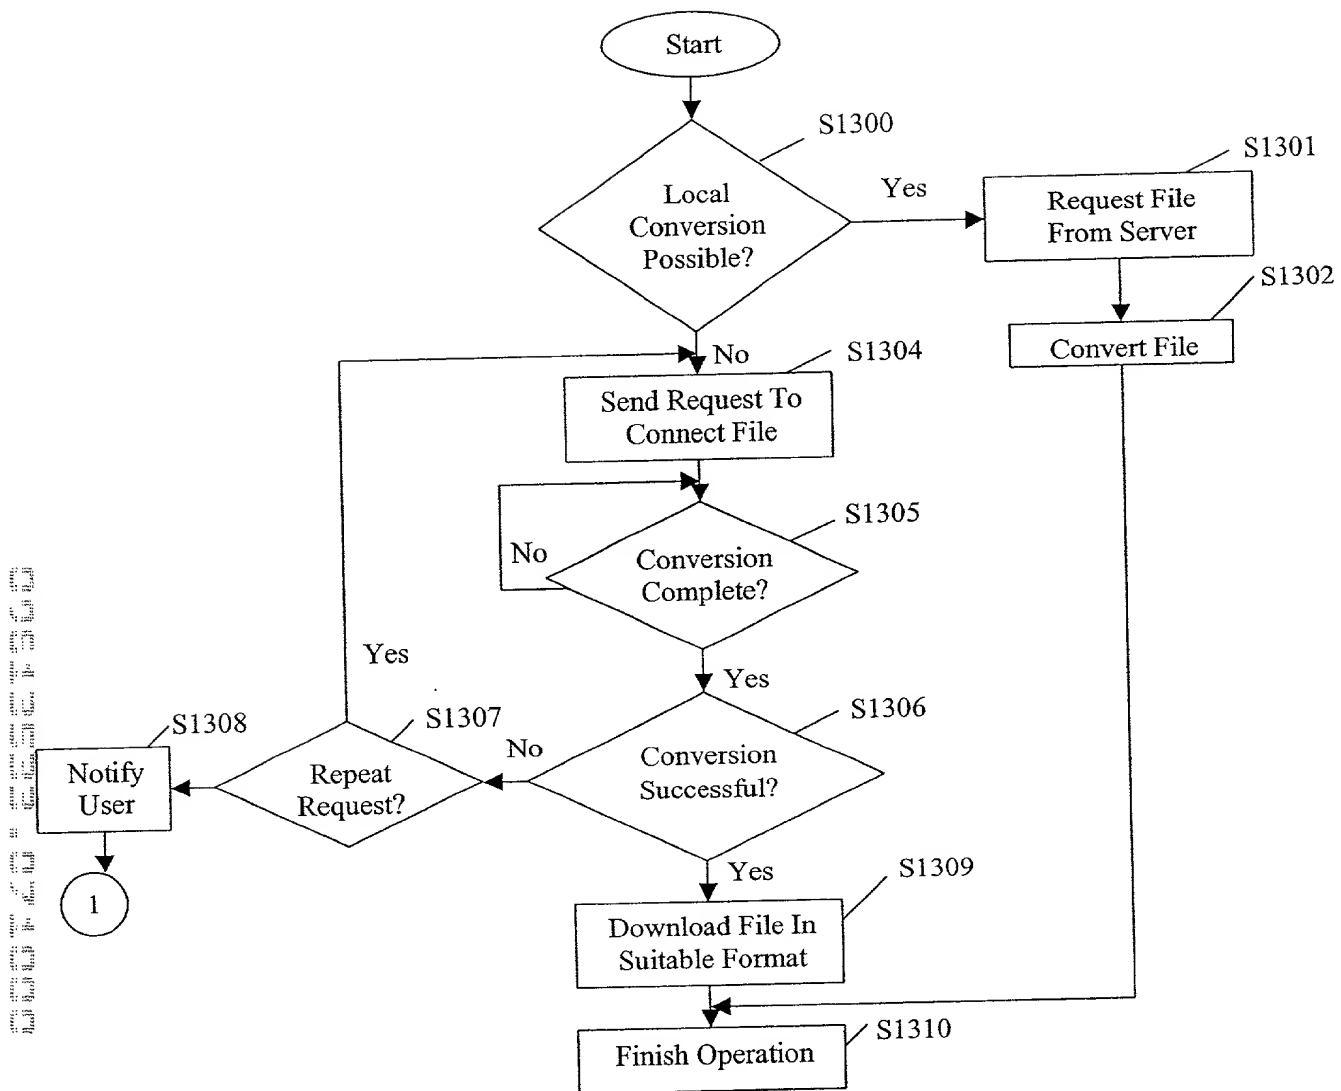 Start
S1300
Local
Conversion
Possible?
Yes
S1301
Request File
From Server
S1302
Convert File
No
S1304
Send Request To
Connect File
No
S1305
Conversion
Complete?
Yes
Yes
S1306
Conversion
Successful?
No
S1307
Repeat
Request?
S1308
Notify
User
1
Yes
S1309
Download File In
Suitable Format
S1310
Finish Operation